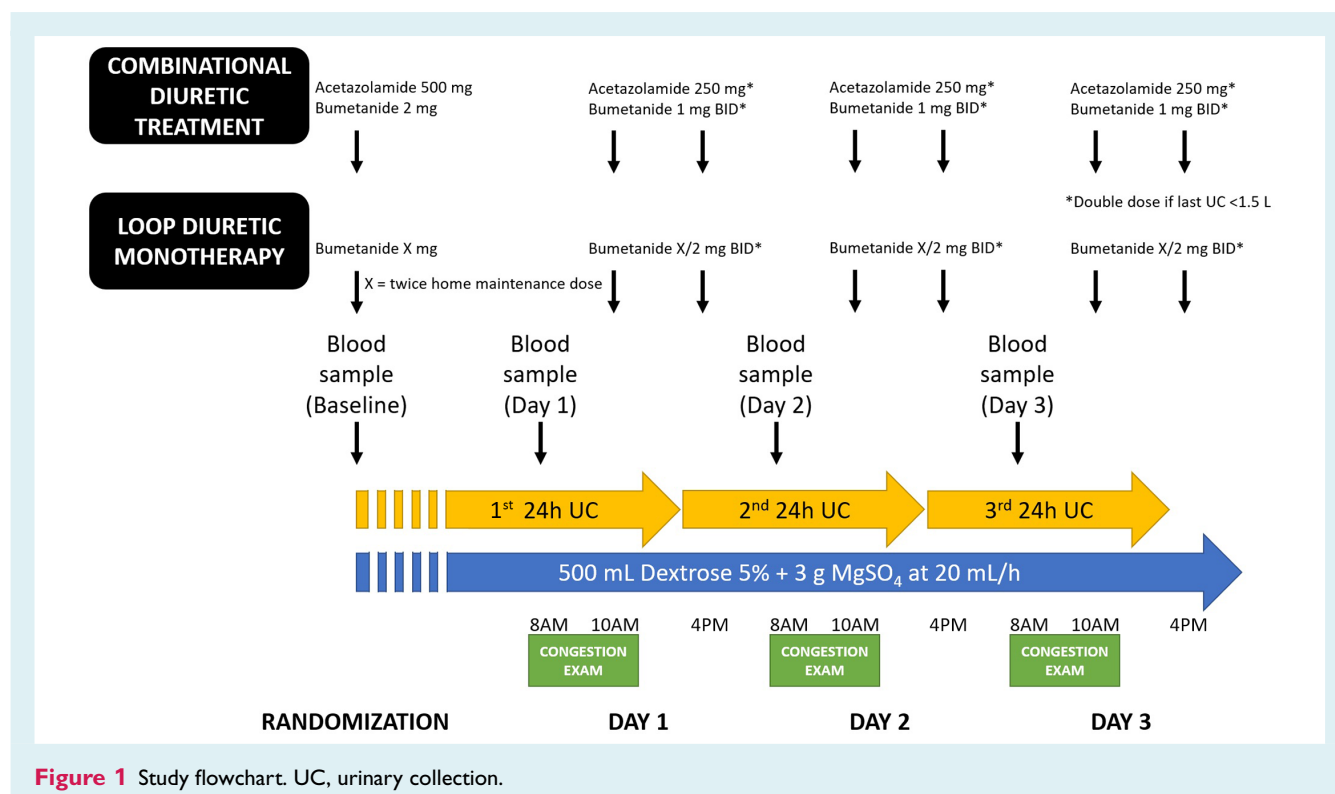 COMBINATIONAL
DIURETIC
TREATMENT
Acetazolamide 500 mg
Bumetanide 2 mg
Acetazolamide 250 mg*
Bumetanide 1 mg BID*
Acetazolamide 250 mg*
Bumetanide 1 mg BID*
Acetazolamide 250 mg*
Bumetanide 1 mg BID*
*Double dose if last UC <1.5 L
LOOP DIURETIC
MONOTHERAPY
Bumetanide X mg
Bumetanide X/2 mg BID*
Bumetanide X/2 mg BID*
Bumetanide X/2 mg BID*
X = twice home maintenance dose
Blood
sample
(Baseline)
Blood
sample
(Day 1)
Blood
sample
(Day 2)
Blood
sample
(Day 3)
1st 24h UC
2nd 24h UC
3rd 24h UC
500 mL Dextrose 5% + 3 g MgSO4 at 20 mL/h
8AM 10AM 4PM 8AM 10AM 4PM 8AM 10AM 4PM
CONGESTION
EXAM
CONGESTION
EXAM
CONGESTION
EXAM
RANDOMIZATION DAY 1 DAY 2 DAY 3
Figure 1 Study flowchart. UC, urinary collection.